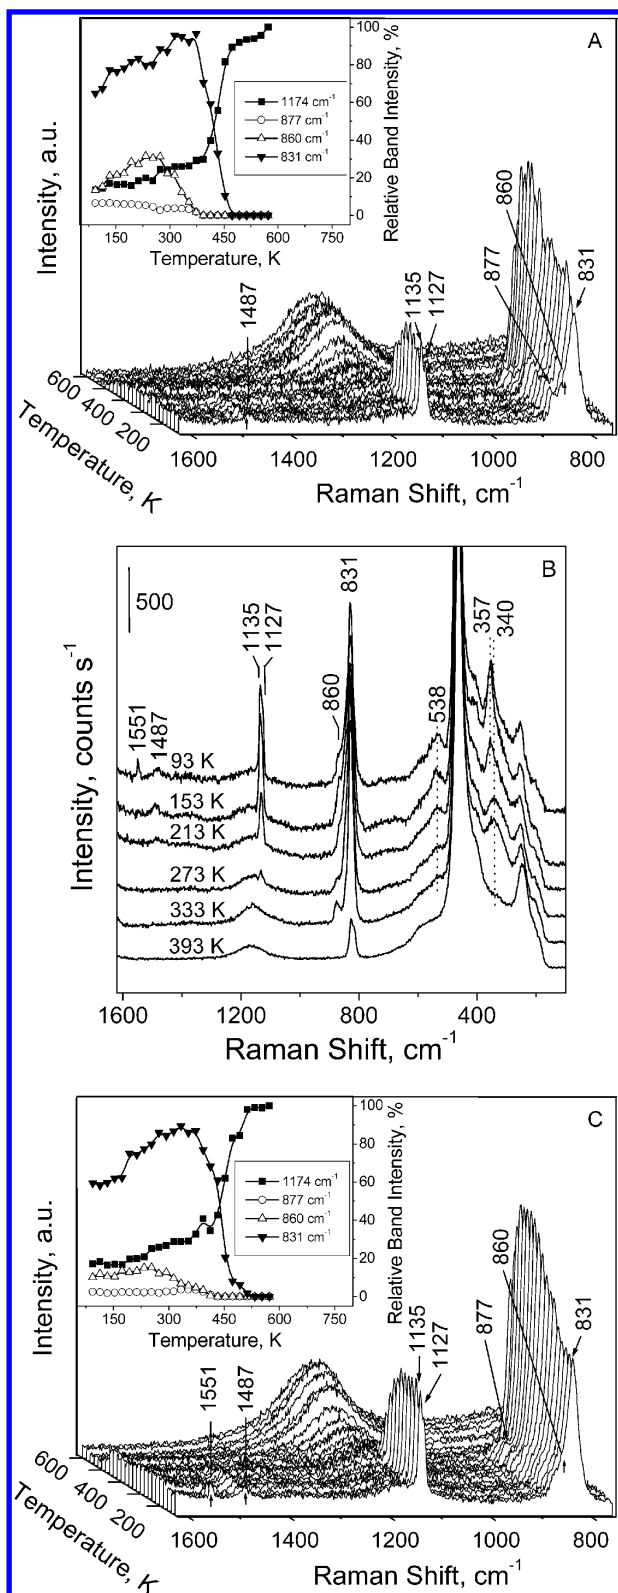 A
Intensity, a.u.
100
80
60
40
20
0
Relative Band Intensity, %
1174 cm-1
877 cm-1
860 cm-1
831 cm-1
150 300 450 600 750
Temperature, K
1487
1135
1127
877
860
831
600 400 200
Temperature, K
1600 1400 1200 1000 800
Raman Shift, cm-1
B
500
Intensity, counts s-1
1551
1487
1135
1127
860
831
538
357
340
93 K
153 K
213 K
273 K
333 K
393 K
1600 1200 800 400
Raman Shift, cm-1
C
Intensity, a.u.
100
80
60
40
20
0
Relative Band Intensity, %
1174 cm-1
877 cm-1
860 cm-1
831 cm-1
0 150 300 450 600 750
Temperature, K
1551
1487
1135
1127
877
860
831
600 400 200
Temperature, K
1600 1400 1200 1000 800
Raman Shift, cm-1